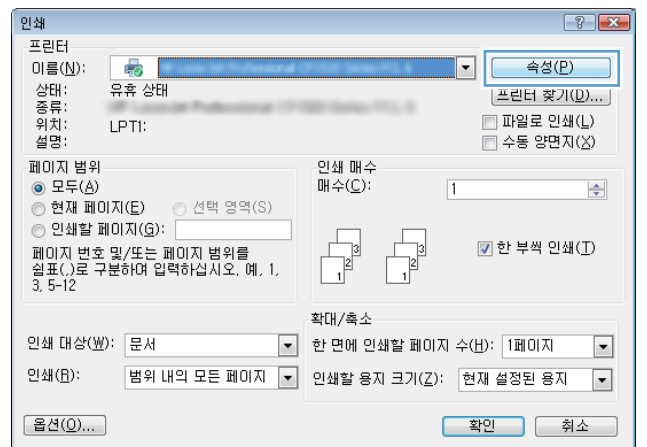 인쇄
프린터
이름(N):
속성(P)
상태: 유휴 상태
프린터 찾기(D)...
종류:
위치: LPT1:
파일로 인쇄(L)
설명:
수동 양면지(X)
페이지 범위
모두(A)
현재 페이지(E) 선택 영역(S)
인쇄할 페이지(G):
페이지 번호 및/또는 페이지 범위를
쉼표(,)로 구분하여 입력하십시오. 예, 1,
3, 5-12
인쇄 매수
매수(C): 1
3 3
2 2
1 1
한 부씩 인쇄(T)
인쇄 대상(W): 문서
인쇄(R): 범위 내의 모든 페이지
확대/축소
한 면에 인쇄할 페이지 수(H): 1페이지
인쇄할 용지 크기(Z): 현재 설정된 용지
옵션(O)...
확인
취소